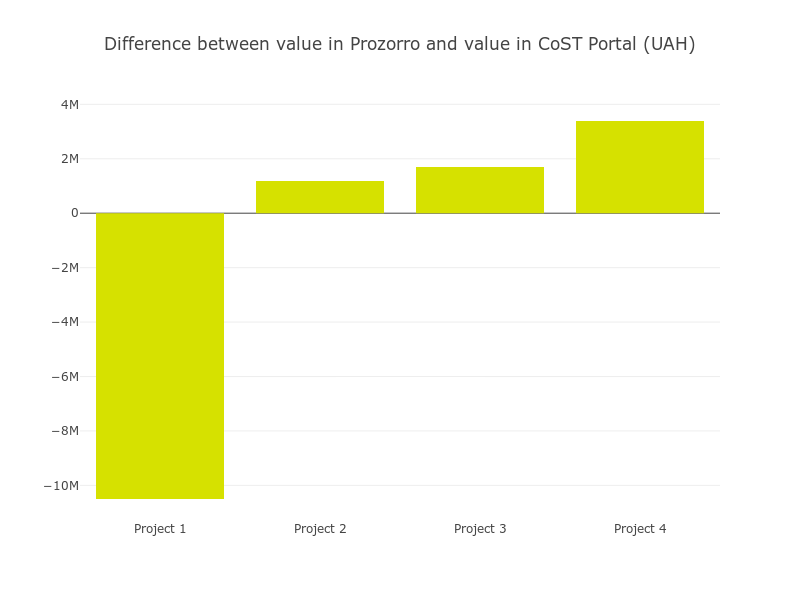 Difference between value in Prozorro and value in CoST Portal (UAH)
4M
2M
0
−2M
−4M
−6M
−8M
−10M
Project 1
Project 2
Project 3
Project 4